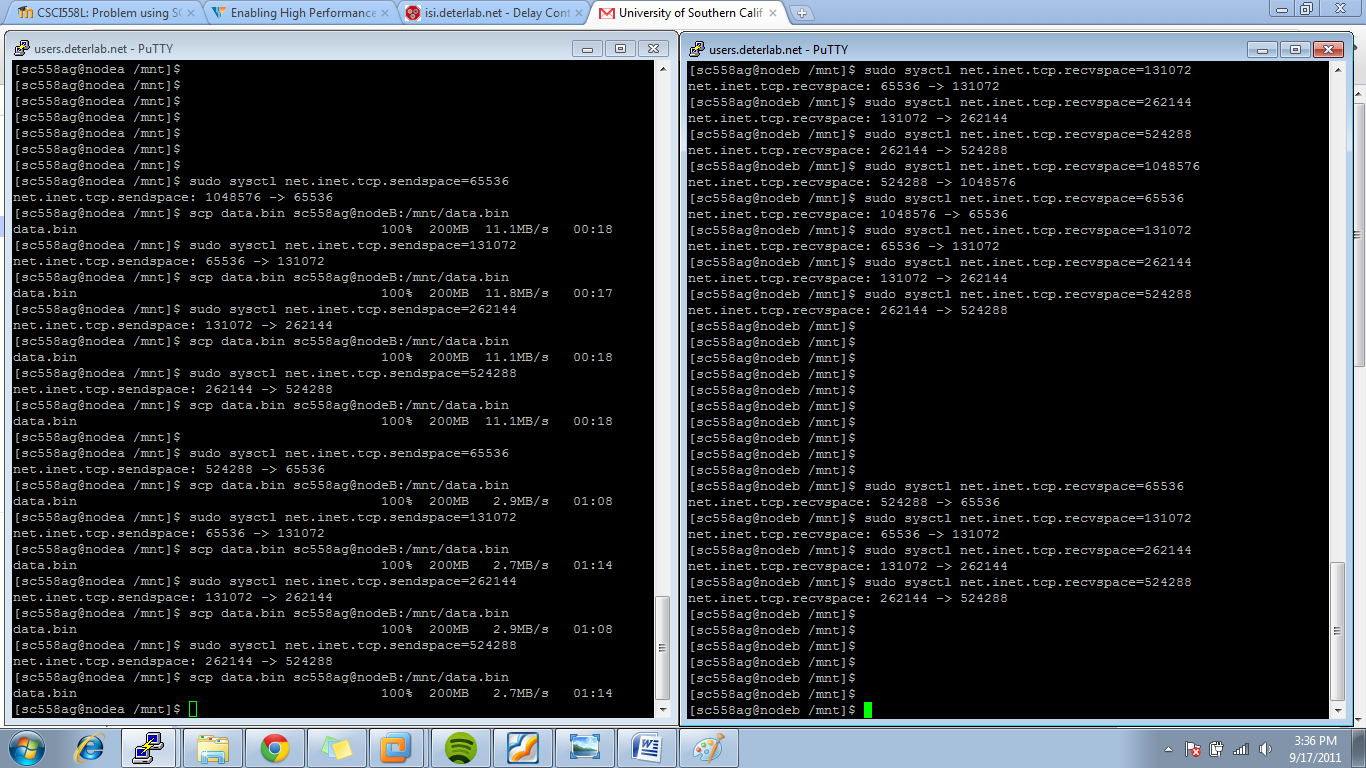 CSCI558L: Problem using SC
Enabling High Performance
isi.deterlab.net - Delay Cont
University of Southern Calif
users.deterlab.net - PuTTY
[sc558ag@nodea /mnt]$
[sc558ag@nodea /mnt]$
[sc558ag@nodea /mnt]$
[sc558ag@nodea /mnt]$
[sc558ag@nodea /mnt]$
[sc558ag@nodea /mnt]$
[sc558ag@nodea /mnt]$
[sc558ag@nodea /mnt]$ sudo sysctl net.inet.tcp.sendspace=65536
net.inet.tcp.sendspace: 1048576 -> 65536
[sc558ag@nodea /mnt]$ scp data.bin sc558ag@nodeB:/mnt/data.bin
data.bin 100% 200MB 11.1MB/s 00:18
[sc558ag@nodea /mnt]$ sudo sysctl net.inet.tcp.sendspace=131072
net.inet.tcp.sendspace: 65536 -> 131072
[sc558ag@nodea /mnt]$ scp data.bin sc558ag@nodeB:/mnt/data.bin
data.bin 100% 200MB 11.8MB/s 00:17
[sc558ag@nodea /mnt]$ sudo sysctl net.inet.tcp.sendspace=262144
net.inet.tcp.sendspace: 131072 -> 262144
[sc558ag@nodea /mnt]$ scp data.bin sc558ag@nodeB:/mnt/data.bin
data.bin 100% 200MB 11.1MB/s 00:18
[sc558ag@nodea /mnt]$ sudo sysctl net.inet.tcp.sendspace=524288
net.inet.tcp.sendspace: 262144 -> 524288
[sc558ag@nodea /mnt]$ scp data.bin sc558ag@nodeB:/mnt/data.bin
data.bin 100% 200MB 11.1MB/s 00:18
[sc558ag@nodea /mnt]$
[sc558ag@nodea /mnt]$ sudo sysctl net.inet.tcp.sendspace=65536
net.inet.tcp.sendspace: 524288 -> 65536
[sc558ag@nodea /mnt]$ scp data.bin sc558ag@nodeB:/mnt/data.bin
data.bin 100% 200MB 2.9MB/s 01:08
[sc558ag@nodea /mnt]$ sudo sysctl net.inet.tcp.sendspace=131072
net.inet.tcp.sendspace: 65536 -> 131072
[sc558ag@nodea /mnt]$ scp data.bin sc558ag@nodeB:/mnt/data.bin
data.bin 100% 200MB 2.7MB/s 01:14
[sc558ag@nodea /mnt]$ sudo sysctl net.inet.tcp.sendspace=262144
net.inet.tcp.sendspace: 131072 -> 262144
[sc558ag@nodea /mnt]$ scp data.bin sc558ag@nodeB:/mnt/data.bin
data.bin 100% 200MB 2.9MB/s 01:08
[sc558ag@nodea /mnt]$ sudo sysctl net.inet.tcp.sendspace=524288
net.inet.tcp.sendspace: 262144 -> 524288
[sc558ag@nodea /mnt]$ scp data.bin sc558ag@nodeB:/mnt/data.bin
data.bin 100% 200MB 2.7MB/s 01:14
[sc558ag@nodea /mnt]$
users.deterlab.net - PuTTY
[sc558ag@nodeb /mnt]$ sudo sysctl net.inet.tcp.recvspace=131072
net.inet.tcp.recvspace: 65536 -> 131072
[sc558ag@nodeb /mnt]$ sudo sysctl net.inet.tcp.recvspace=262144
net.inet.tcp.recvspace: 131072 -> 262144
[sc558ag@nodeb /mnt]$ sudo sysctl net.inet.tcp.recvspace=524288
net.inet.tcp.recvspace: 262144 -> 524288
[sc558ag@nodeb /mnt]$ sudo sysctl net.inet.tcp.recvspace=1048576
net.inet.tcp.recvspace: 524288 -> 1048576
[sc558ag@nodeb /mnt]$ sudo sysctl net.inet.tcp.recvspace=65536
net.inet.tcp.recvspace: 1048576 -> 65536
[sc558ag@nodeb /mnt]$ sudo sysctl net.inet.tcp.recvspace=131072
net.inet.tcp.recvspace: 65536 -> 131072
[sc558ag@nodeb /mnt]$ sudo sysctl net.inet.tcp.recvspace=262144
net.inet.tcp.recvspace: 131072 -> 262144
[sc558ag@nodeb /mnt]$ sudo sysctl net.inet.tcp.recvspace=524288
net.inet.tcp.recvspace: 262144 -> 524288
[sc558ag@nodeb /mnt]$
[sc558ag@nodeb /mnt]$
[sc558ag@nodeb /mnt]$
[sc558ag@nodeb /mnt]$
[sc558ag@nodeb /mnt]$
[sc558ag@nodeb /mnt]$
[sc558ag@nodeb /mnt]$
[sc558ag@nodeb /mnt]$
[sc558ag@nodeb /mnt]$
[sc558ag@nodeb /mnt]$
[sc558ag@nodeb /mnt]$ sudo sysctl net.inet.tcp.recvspace=65536
net.inet.tcp.recvspace: 524288 -> 65536
[sc558ag@nodeb /mnt]$ sudo sysctl net.inet.tcp.recvspace=131072
net.inet.tcp.recvspace: 65536 -> 131072
[sc558ag@nodeb /mnt]$ sudo sysctl net.inet.tcp.recvspace=262144
net.inet.tcp.recvspace: 131072 -> 262144
[sc558ag@nodeb /mnt]$ sudo sysctl net.inet.tcp.recvspace=524288
net.inet.tcp.recvspace: 262144 -> 524288
[sc558ag@nodeb /mnt]$
[sc558ag@nodeb /mnt]$
[sc558ag@nodeb /mnt]$
[sc558ag@nodeb /mnt]$
[sc558ag@nodeb /mnt]$
[sc558ag@nodeb /mnt]$
[sc558ag@nodeb /mnt]$
3:36 PM
9/17/2011